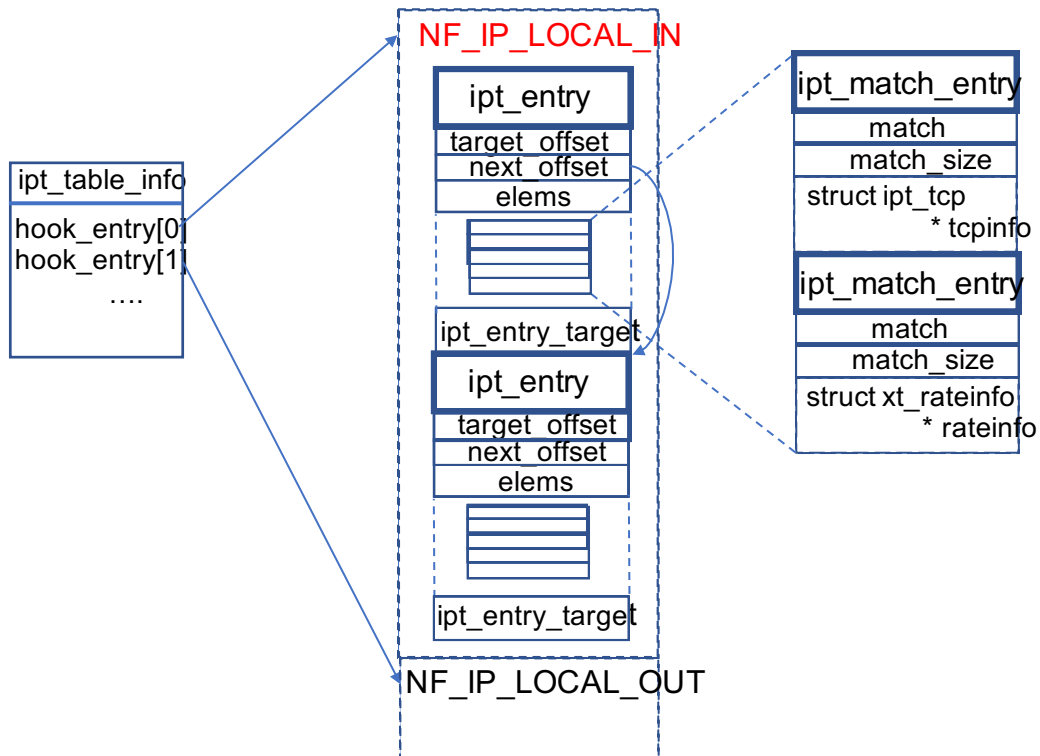 ipt_table_info
hook_entry[0]
hook_entry[1]
....
NF_IP_LOCAL_IN
ipt_entry
target_offset
next_offset
elems
ipt_entry_target
ipt_entry
target_offset
next_offset
elems
ipt_entry_target
NF_IP_LOCAL_OUT
ipt_match_entry
match
match_size
struct ipt_tcp
* tcpinfo
ipt_match_entry
match
match_size
struct xt_rateinfo
* rateinfo